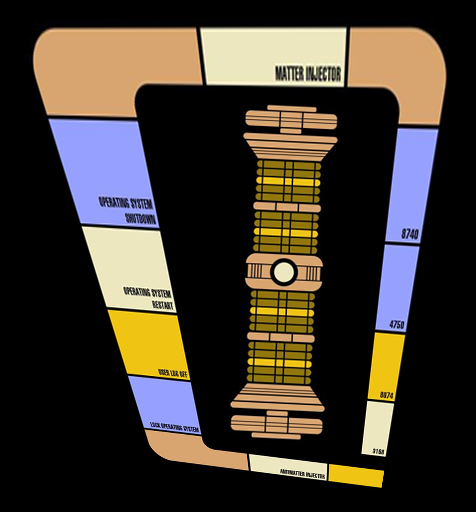 MATTER INJECTOR
OPERATING SYSTEM
SHUTDOWN
OPERATING SYSTEM
RESTART
USER LOG OFF
LOCK OPERATING SYSTEM
8740
4750
8874
3168
ANTIMATTER INJECTOR